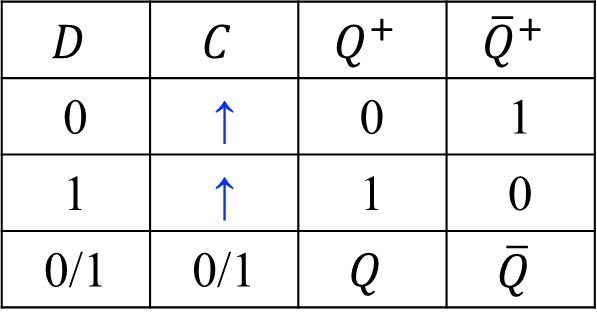 D C Q⁺ Q̄⁺
0 ↑ 0 1
1 ↑ 1 0
0/1 0/1 Q Q̄